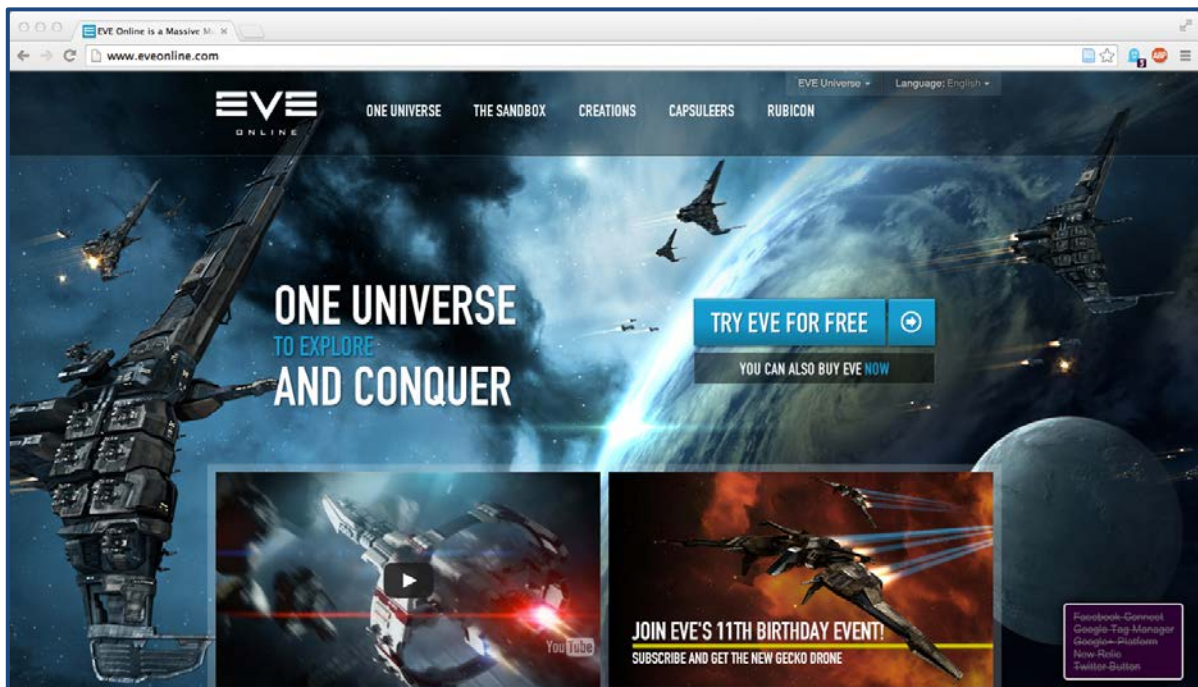 EVE Online is a Massive Mu
www.eveonline.com
3
ABP
EVE Universe
Language: English
EVE
ONLINE
ONE UNIVERSE
THE SANDBOX
CREATIONS
CAPSULEERS
RUBICON
ONE UNIVERSE
TO EXPLORE
AND CONQUER
TRY EVE FOR FREE
YOU CAN ALSO BUY EVE NOW
YouTube
JOIN EVE'S 11TH BIRTHDAY EVENT!
SUBSCRIBE AND GET THE NEW GECKO DRONE
Facebook Connect
Google Tag Manager
Google+ Platform
New Relic
Twitter Button